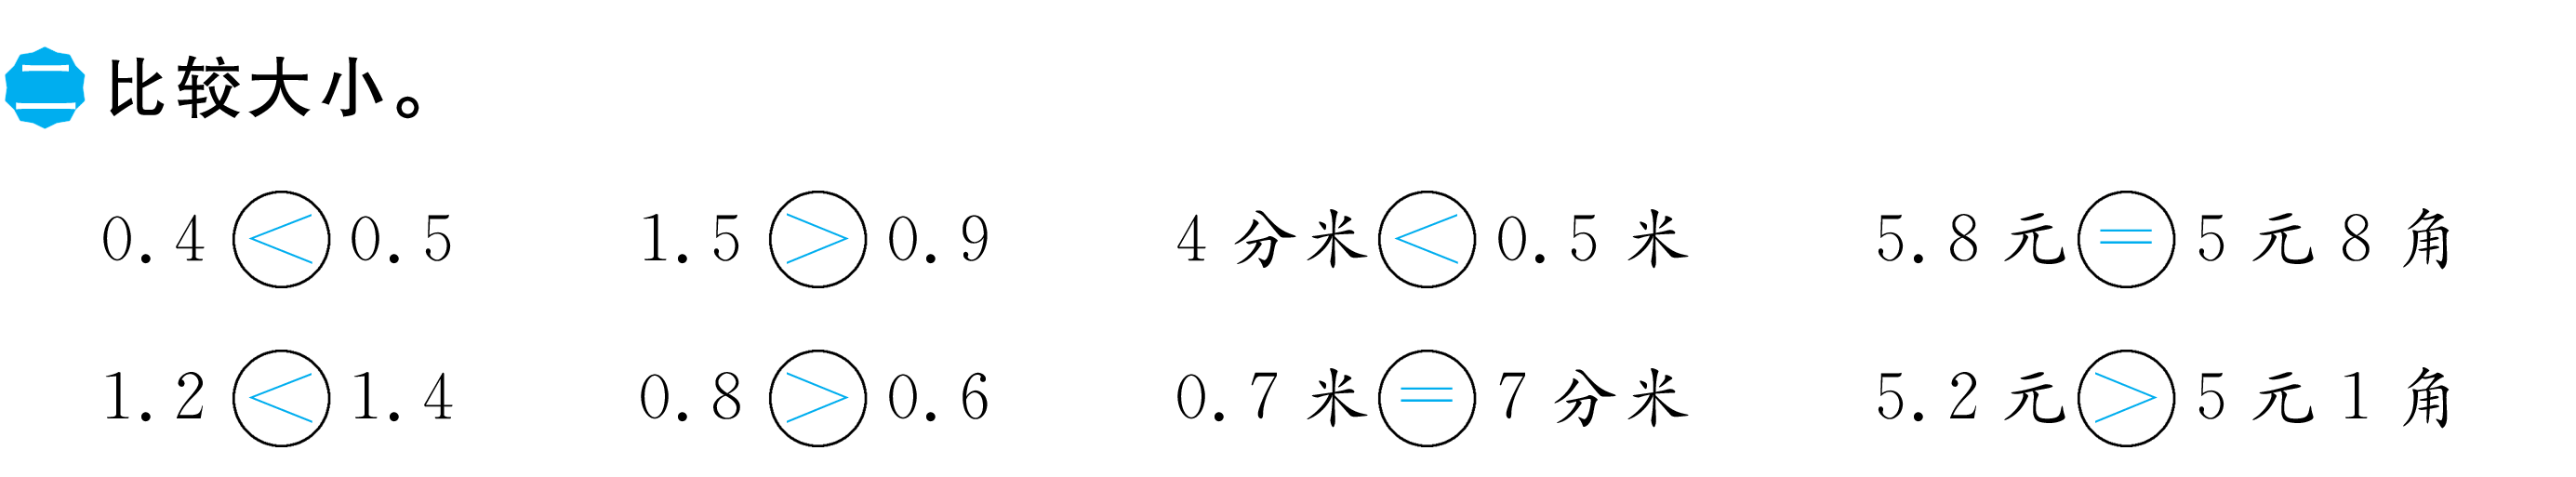 二 比较大小。
0.4 < 0.5 1.5 > 0.9 4 分米 < 0.5 米 5.8 元 = 5 元 8 角
1.2 < 1.4 0.8 > 0.6 0.7 米 = 7 分米 5.2 元 > 5 元 1 角